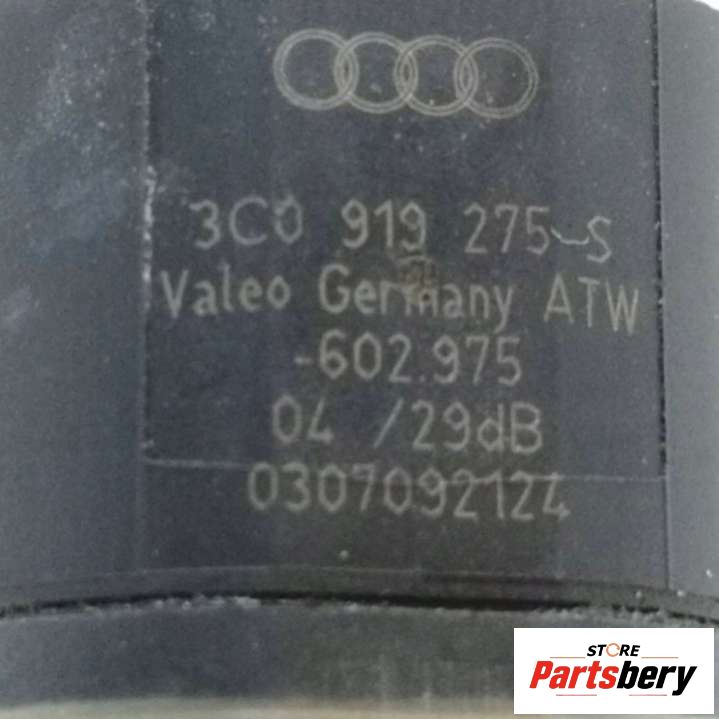 3C0 919 275-S
Valeo Germany ATW
-602.975
04 /29dB
0307092124
STORE
Partsbery